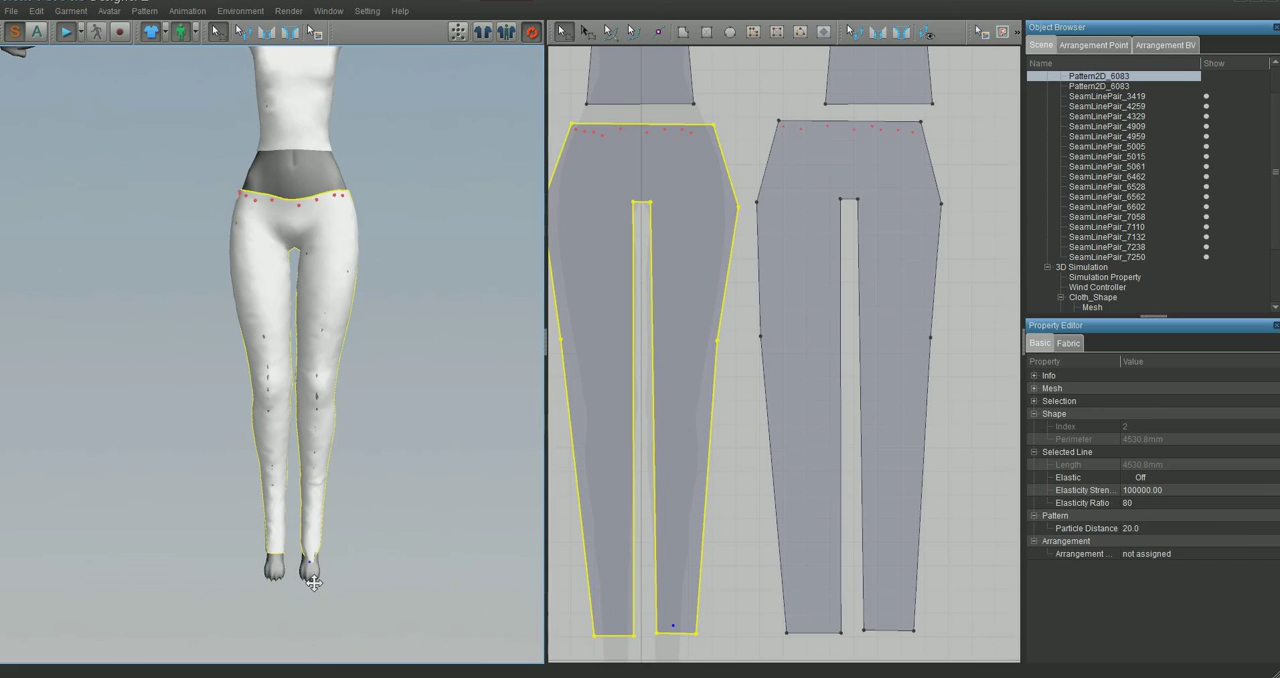 File Edit Garment Avatar Pattern Animation Environment Render Window Setting Help
S A
»
Object Browser
Scene Arrangement Point Arrangement BV
Name Show
Pattern2D_6083
Pattern2D_6083
SeamLinePair_3419
SeamLinePair_4259
SeamLinePair_4329
SeamLinePair_4909
SeamLinePair_4959
SeamLinePair_5005
SeamLinePair_5015
SeamLinePair_5061
SeamLinePair_6462
SeamLinePair_6528
SeamLinePair_6562
SeamLinePair_6602
SeamLinePair_7058
SeamLinePair_7110
SeamLinePair_7132
SeamLinePair_7238
SeamLinePair_7250
3D Simulation
Simulation Property
Wind Controller
Cloth_Shape
Mesh
Property Editor
Basic Fabric
Property Value
Info
Mesh
Selection
Shape
Index 2
Perimeter 4530.8mm
Selected Line
Length 4530.8mm
Elastic Off
Elasticity Stren... 100000.00
Elasticity Ratio 80
Pattern
Particle Distance 20.0
Arrangement
Arrangement ... not assigned